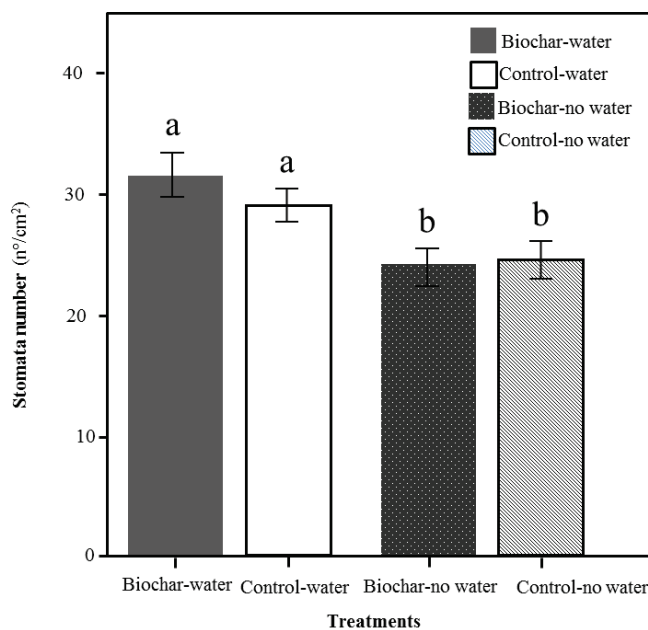 Biochar-water
Control-water
Biochar-no water
Control-no water
40
30
20
10
0
Stomata number (n°/cm²)
a
a
b
b
Biochar-water
Control-water
Biochar-no water
Control-no water
Treatments